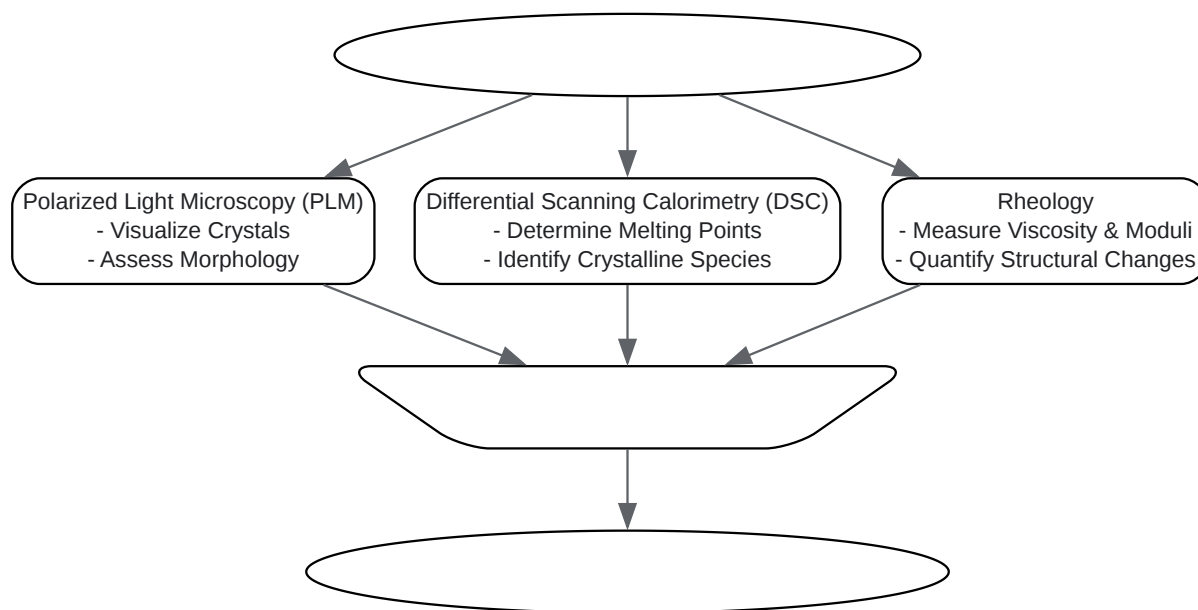 Polarized Light Microscopy (PLM)
- Visualize Crystals
- Assess Morphology
Differential Scanning Calorimetry (DSC)
- Determine Melting Points
- Identify Crystalline Species
Rheology
- Measure Viscosity & Moduli
- Quantify Structural Changes